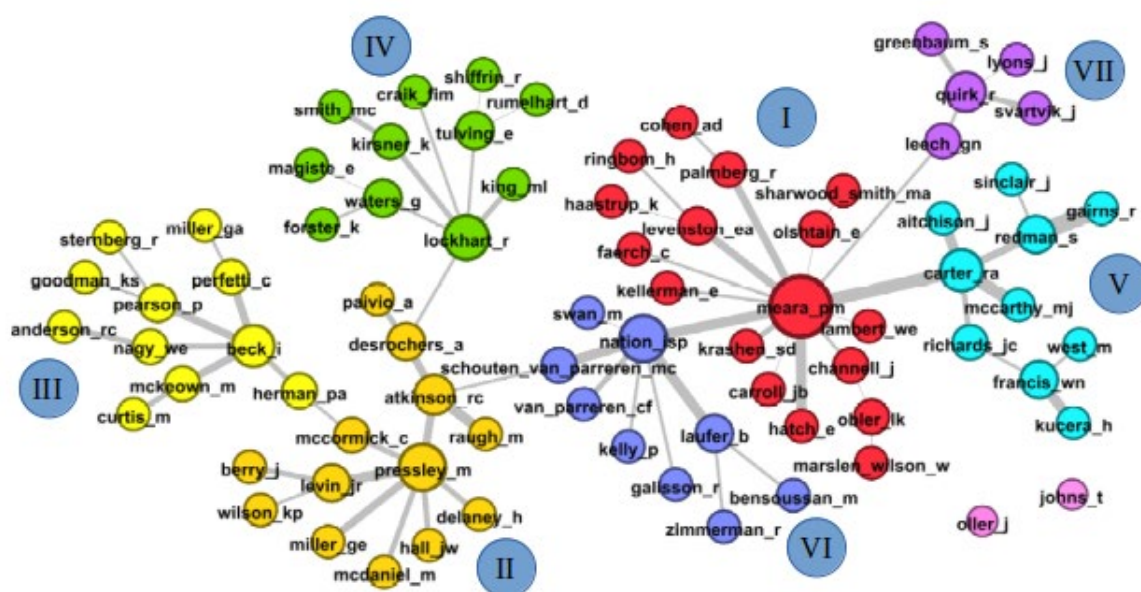 IV
shiffrin_r
craik_fim
rumelhart_d
smith_mc
tulving_e
kirsner_k
magiste_e
waters_g
king_ml
forster_k
lockhart_r
greenbaum_s
lyons_j
VII
quirk_r
svartvik_j
leech_gn
I
cohen_ad
ringbom_h
palmberg_r
sharwood_smith_ma
haastrup_k
levenston_ea
olshtain_e
faerch_c
kellerman_e
meara_pm
lambert_we
krashen_sd
channell_j
carroll_jb
hatch_e
obler_lk
marslen_wilson_w
sinclair_j
aitchison_j
gairns_r
redman_s
carter_ra
V
mccarthy_mj
richards_jc
west_m
francis_wn
kucera_h
johns_t
oller_j
miller_ga
sternberg_r
goodman_ks
perfetti_c
pearson_p
anderson_rc
nagy_we
beck_i
III
mckeown_m
herman_pa
curtis_m
paivio_a
desrochers_a
atkinson_rc
mccormick_c
raugh_m
berry_j
pressley_m
levin_jr
wilson_kp
delaney_h
miller_ge
hall_jw
mcdaniel_m
II
swan_m
nation_isp
schouten_van_parreren_mc
van_parreren_cf
laufer_b
kelly_p
galisson_r
bensoussan_m
zimmerman_r
VI